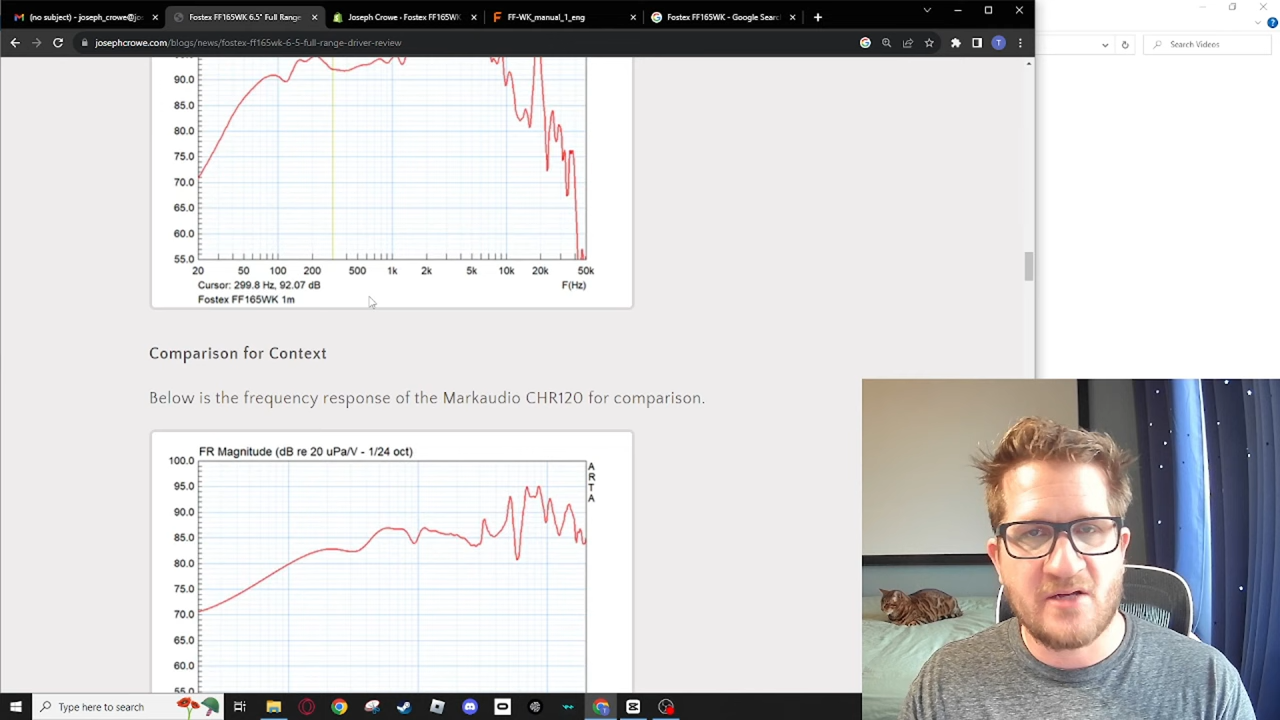 (no subject) - joseph_crowe@jo
Fostex FF165WK 6.5" Full Range
Joseph Crowe · Fostex FF165WK
FF-WK_manual_1_eng
Fostex FF165WK - Google Searc
josephcrowe.com/blogs/news/fostex-ff165wk-6-5-full-range-driver-review
T
Search Videos
90.0
85.0
80.0
75.0
70.0
65.0
60.0
55.0
20 50 100 200 500 1k 2k 5k 10k 20k 50k
Cursor: 299.8 Hz, 92.07 dB F(Hz)
Fostex FF165WK 1m
Comparison for Context
Below is the frequency response of the Markaudio CHR120 for comparison.
FR Magnitude (dB re 20 uPa/V - 1/24 oct)
100.0
95.0
90.0
85.0
80.0
75.0
70.0
65.0
60.0
55.0
A
R
T
A
Type here to search